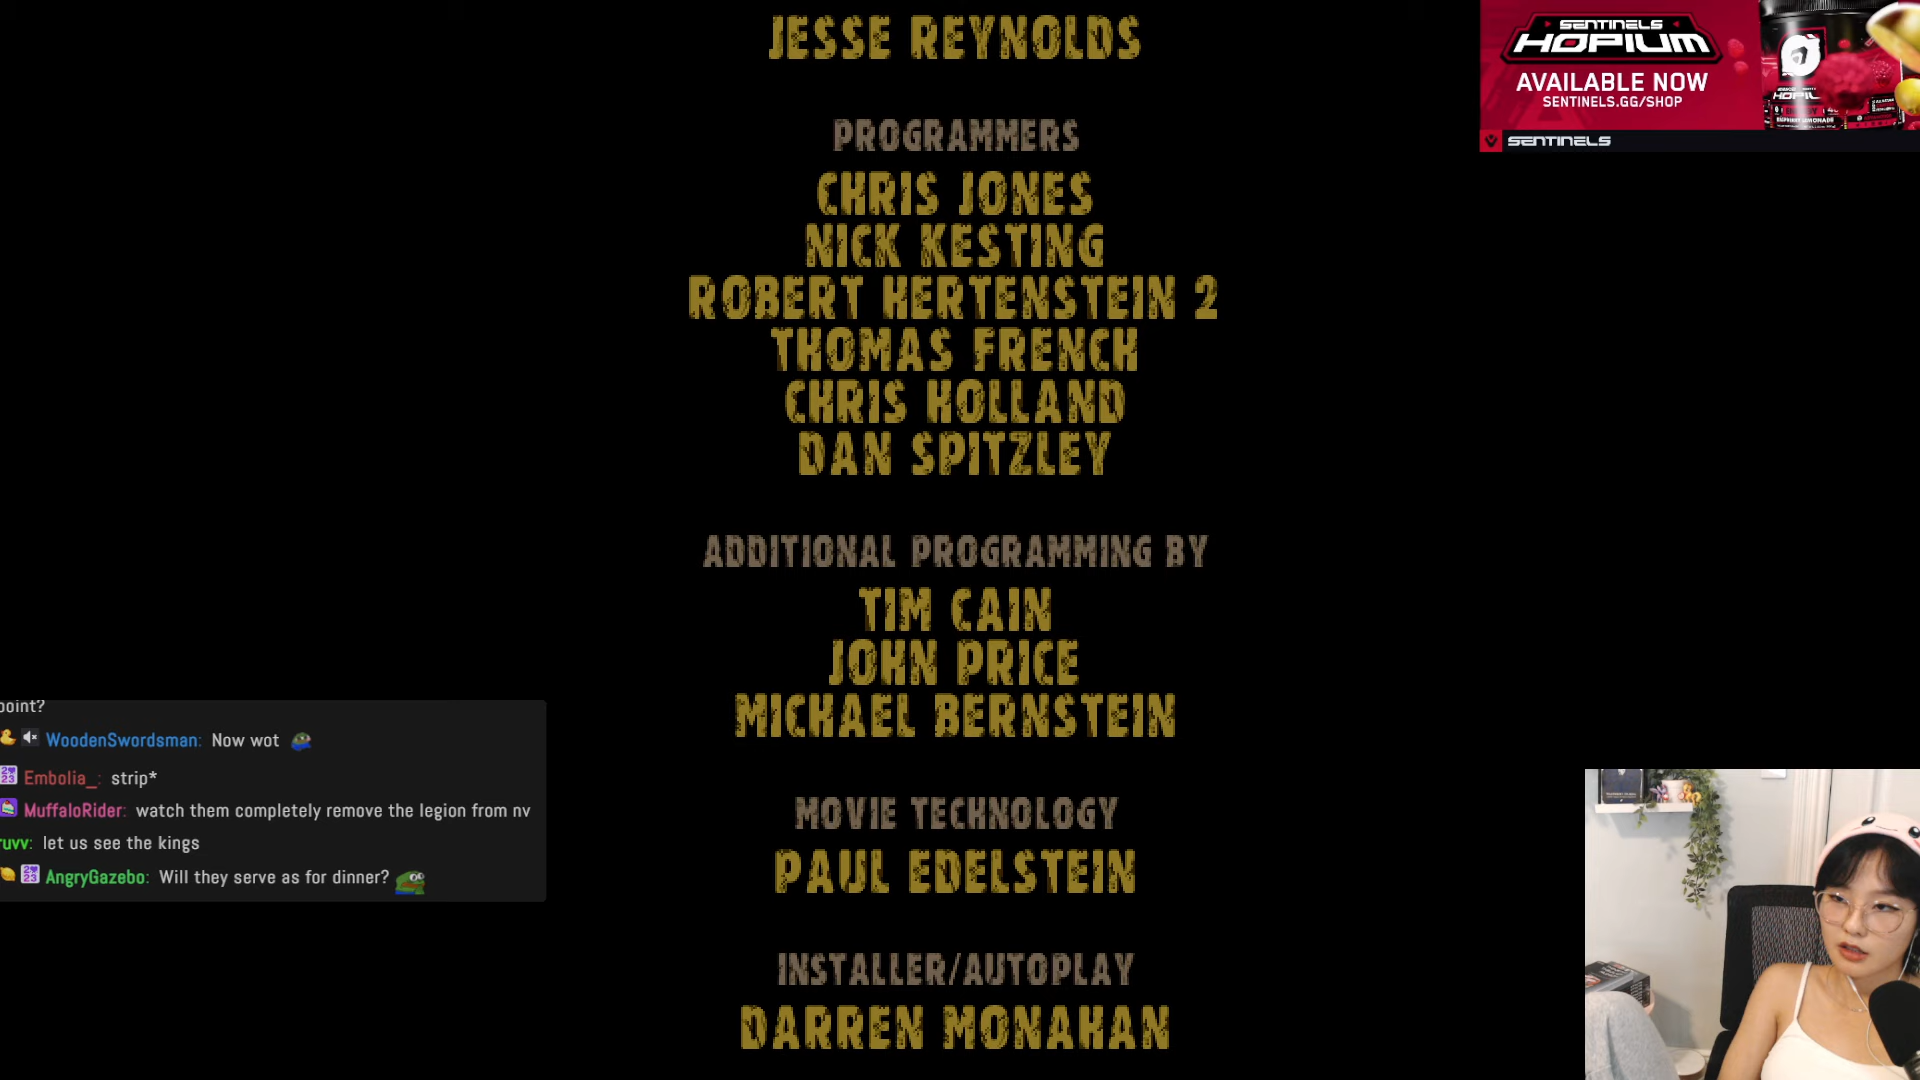 JESSE REYNOLDS
PROGRAMMERS
CHRIS JONES
NICK KESTING
ROBERT HERTENSTEIN 2
THOMAS FRENCH
CHRIS HOLLAND
DAN SPITZLEY
ADDITIONAL PROGRAMMING BY
TIM CAIN
JOHN PRICE
MICHAEL BERNSTEIN
MOVIE TECHNOLOGY
PAUL EDELSTEIN
INSTALLER/AUTOPLAY
DARREN MONAHAN
SENTINELS
HOPIUM
AVAILABLE NOW
SENTINELS.GG/SHOP
SENTINELS
point?
WoodenSwordsman: Now wot
Embolia_: strip*
MuffaloRider: watch them completely remove the legion from nv
ruvv: let us see the kings
AngryGazebo: Will they serve as for dinner?